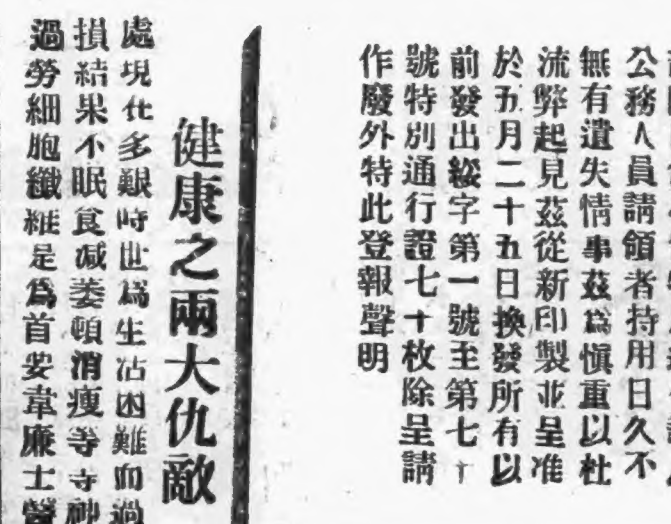 公務人員請領者持用日久不
無有遺失情事茲為慎重以杜
流弊起見茲從新印製並呈准
於五月二十五日換發所有以
前發出綏字第一號至第七十
號特別通行證七十枚除呈請
作廢外特此登報聲明
健康之兩大仇敵
處現代多艱時世爲生活困難而過
損結果不眠食减萎頓消瘦等
過勞細胞纖維是爲首要韋廉士